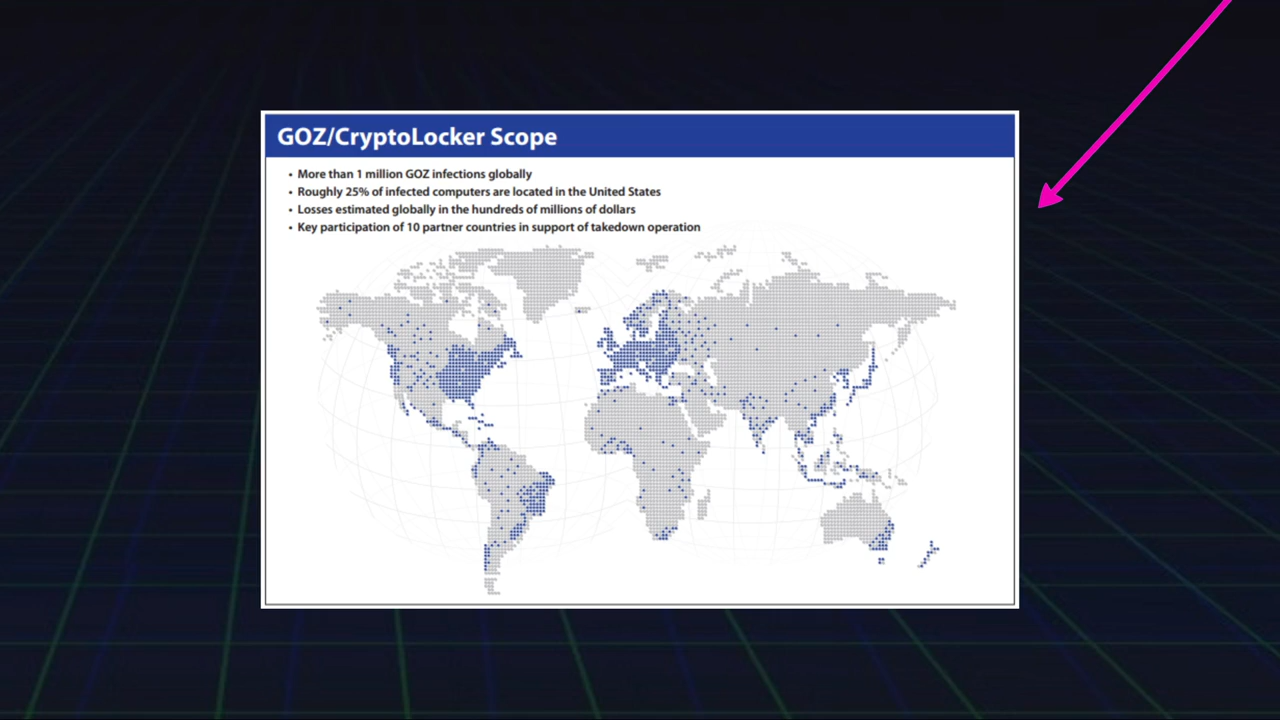 GOZ/CryptoLocker Scope
• More than 1 million GOZ infections globally
• Roughly 25% of infected computers are located in the United States
• Losses estimated globally in the hundreds of millions of dollars
• Key participation of 10 partner countries in support of takedown operation